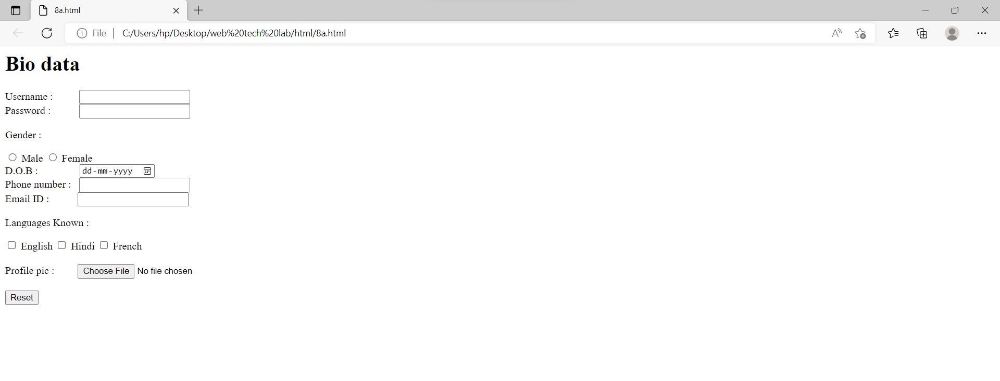 8a.html
File C:/Users/hp/Desktop/web%20tech%20lab/html/8a.html
Bio data
Username :
Password :
Gender :
Male Female
D.O.B : dd-mm-yyyy
Phone number :
Email ID :
Languages Known :
English Hindi French
Profile pic : Choose File No file chosen
Reset